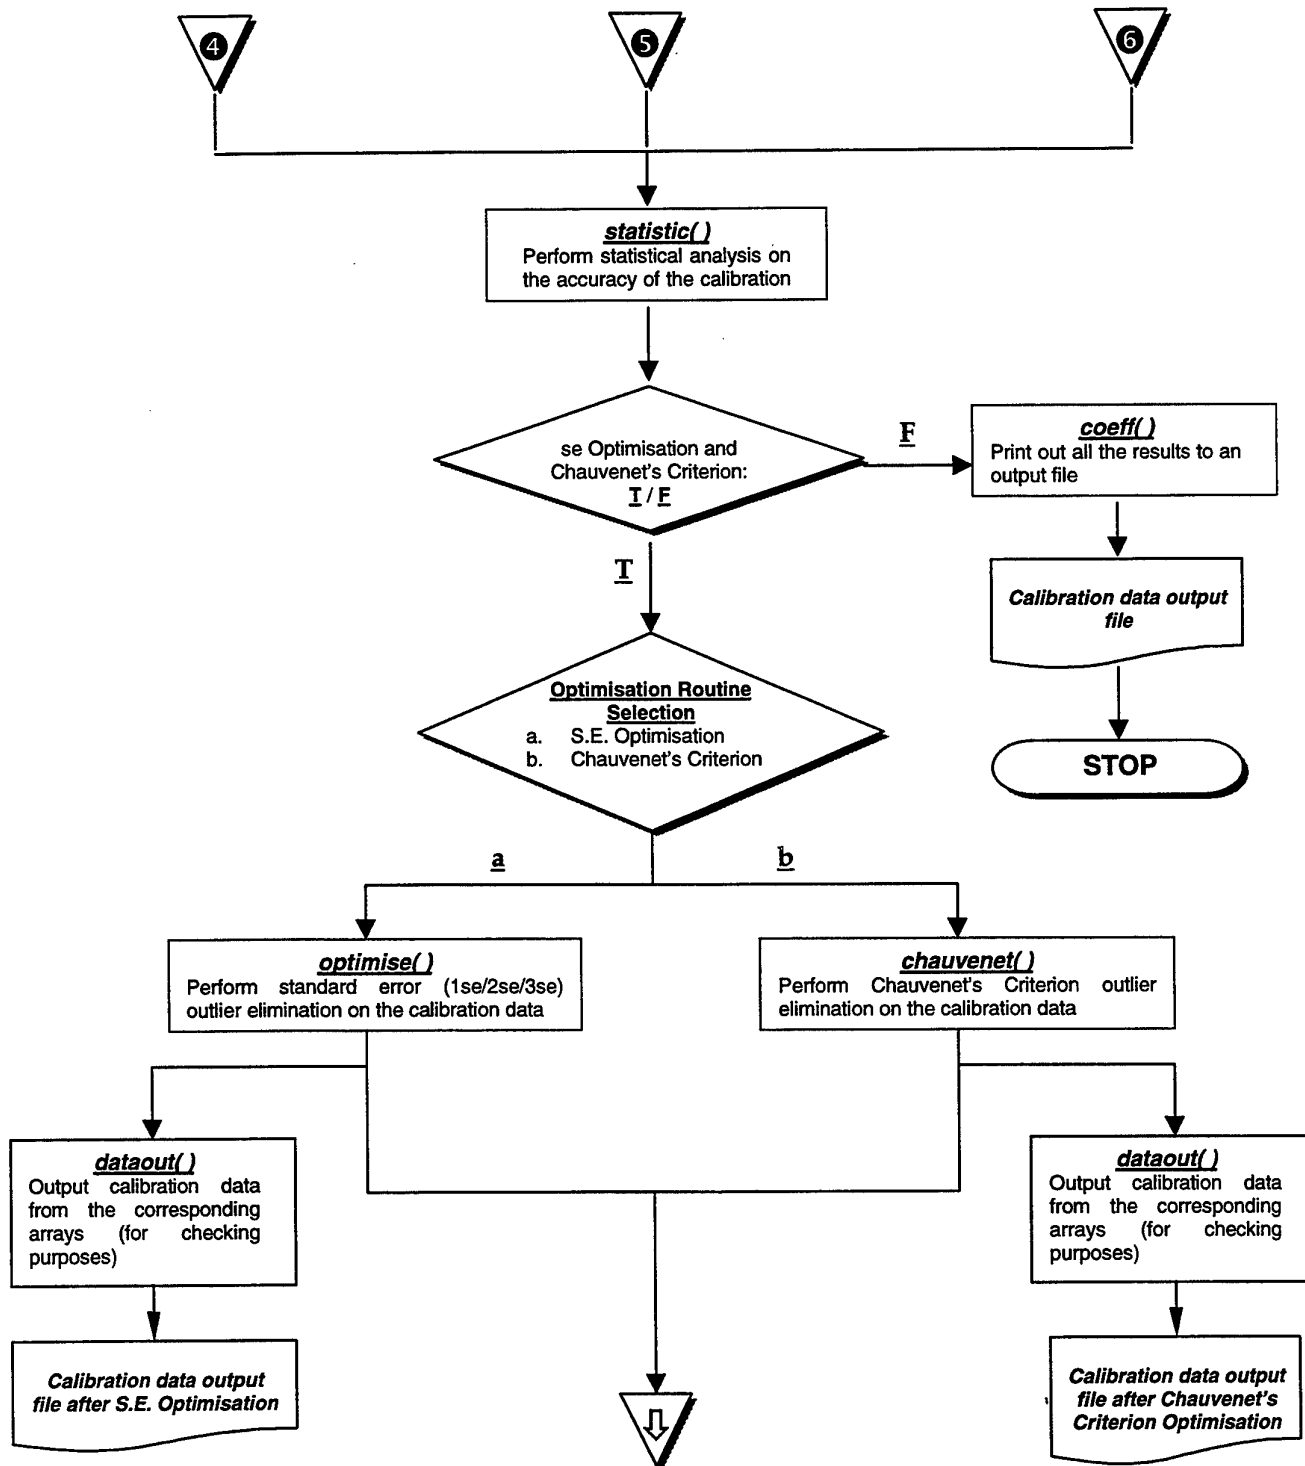 4
5
6
statistic( )
Perform statistical analysis on
the accuracy of the calibration
se Optimisation and
Chauvenet's Criterion:
T / F
F
coeff( )
Print out all the results to an
output file
T
Calibration data output
file
Optimisation Routine
Selection
a. S.E. Optimisation
b. Chauvenet's Criterion
STOP
a
b
optimise( )
Perform standard error (1se/2se/3se)
outlier elimination on the calibration data
chauvenet( )
Perform Chauvenet's Criterion outlier
elimination on the calibration data
dataout( )
Output calibration data
from the corresponding
arrays (for checking
purposes)
dataout( )
Output calibration data
from the corresponding
arrays (for checking
purposes)
Calibration data output
file after S.E. Optimisation
Calibration data output
file after Chauvenet's
Criterion Optimisation